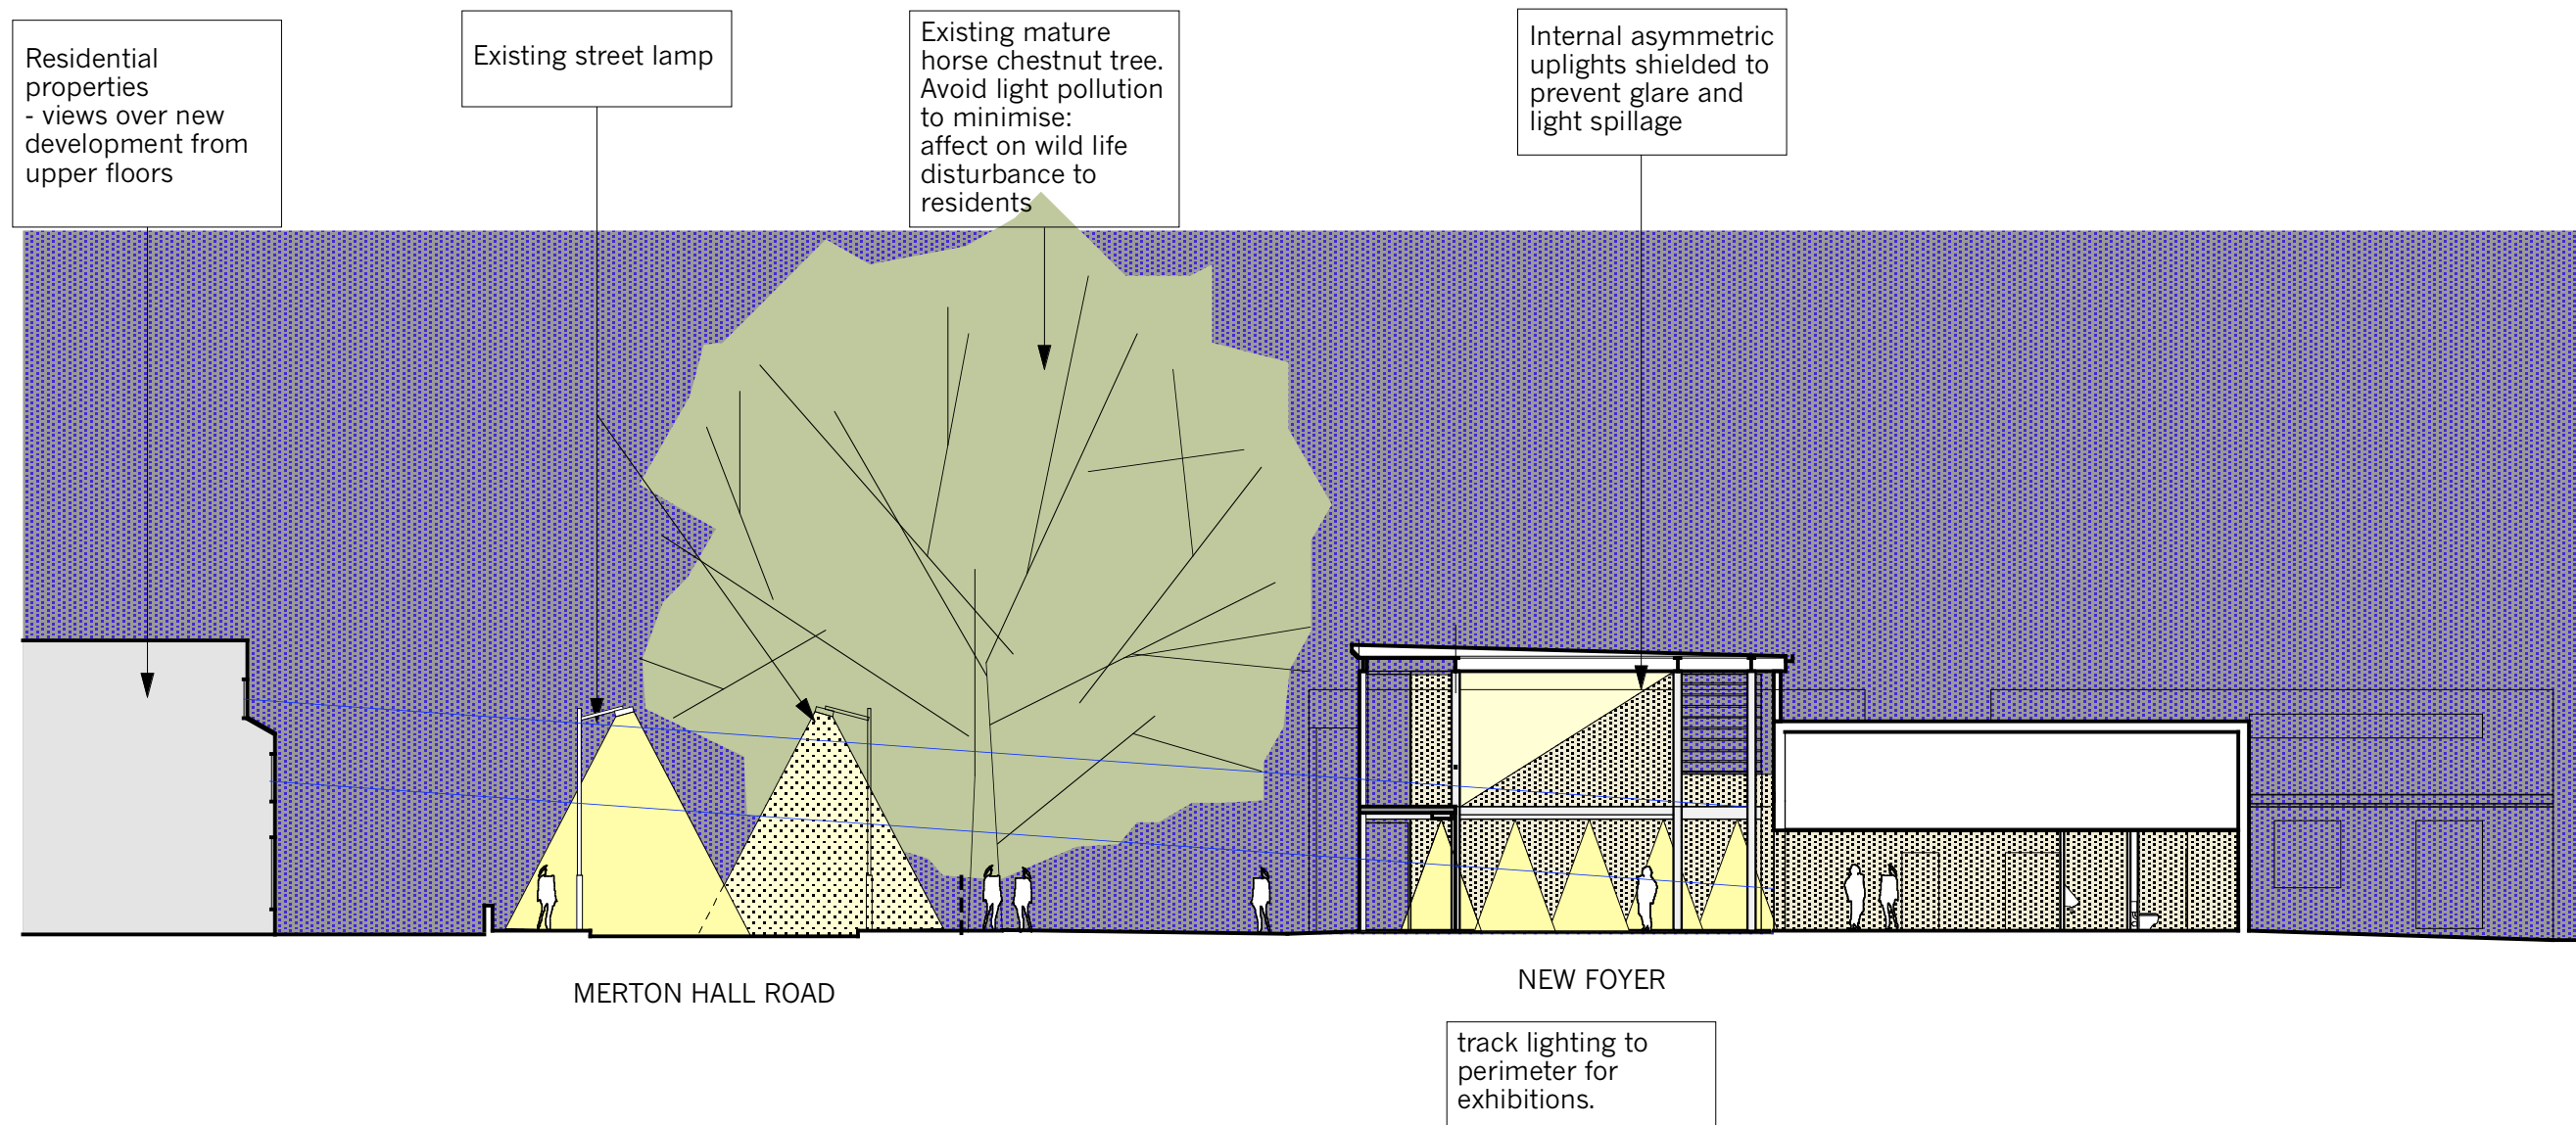 Residential
properties
- views over new
development from
upper floors
Existing street lamp
Existing mature
horse chestnut tree.
Avoid light pollution
to minimise:
affect on wild life
disturbance to
residents
Internal asymmetric
uplights shielded to
prevent glare and
light spillage
MERTON HALL ROAD
NEW FOYER
track lighting to
perimeter for
exhibitions.